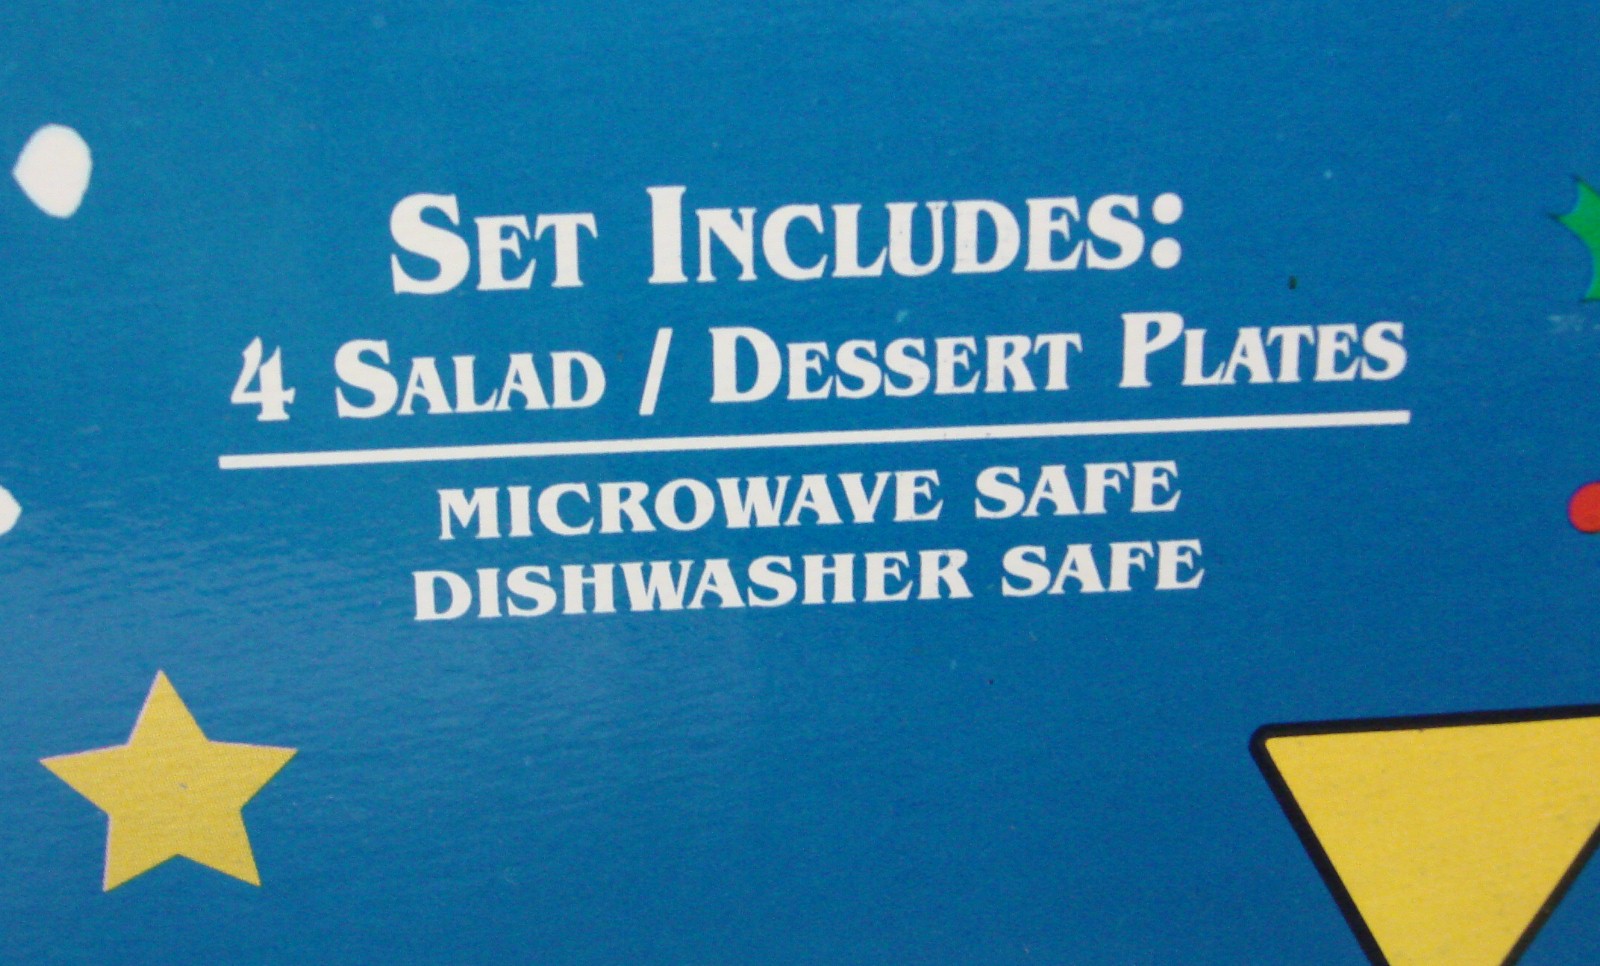 SET INCLUDES:
4 SALAD / DESSERT PLATES
MICROWAVE SAFE
DISHWASHER SAFE